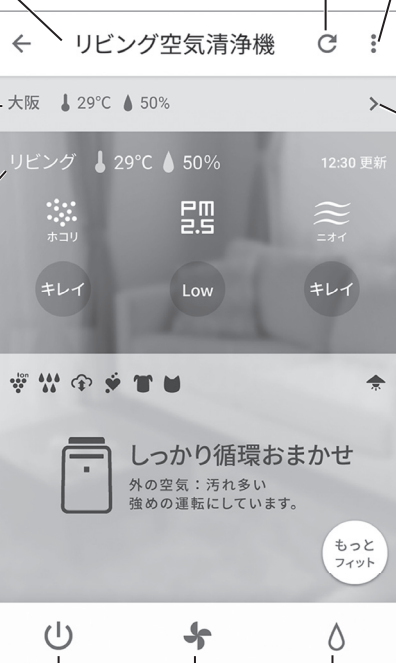 リビング空気清浄機
大阪 29℃ 50%
リビング 29℃ 50% 12:30 更新
PM
2.5
ホコリ ニオイ
キレイ Low キレイ
Ion
しっかり循環おまかせ
外の空気：汚れ多い
強めの運転にしています。
もっと
フィット